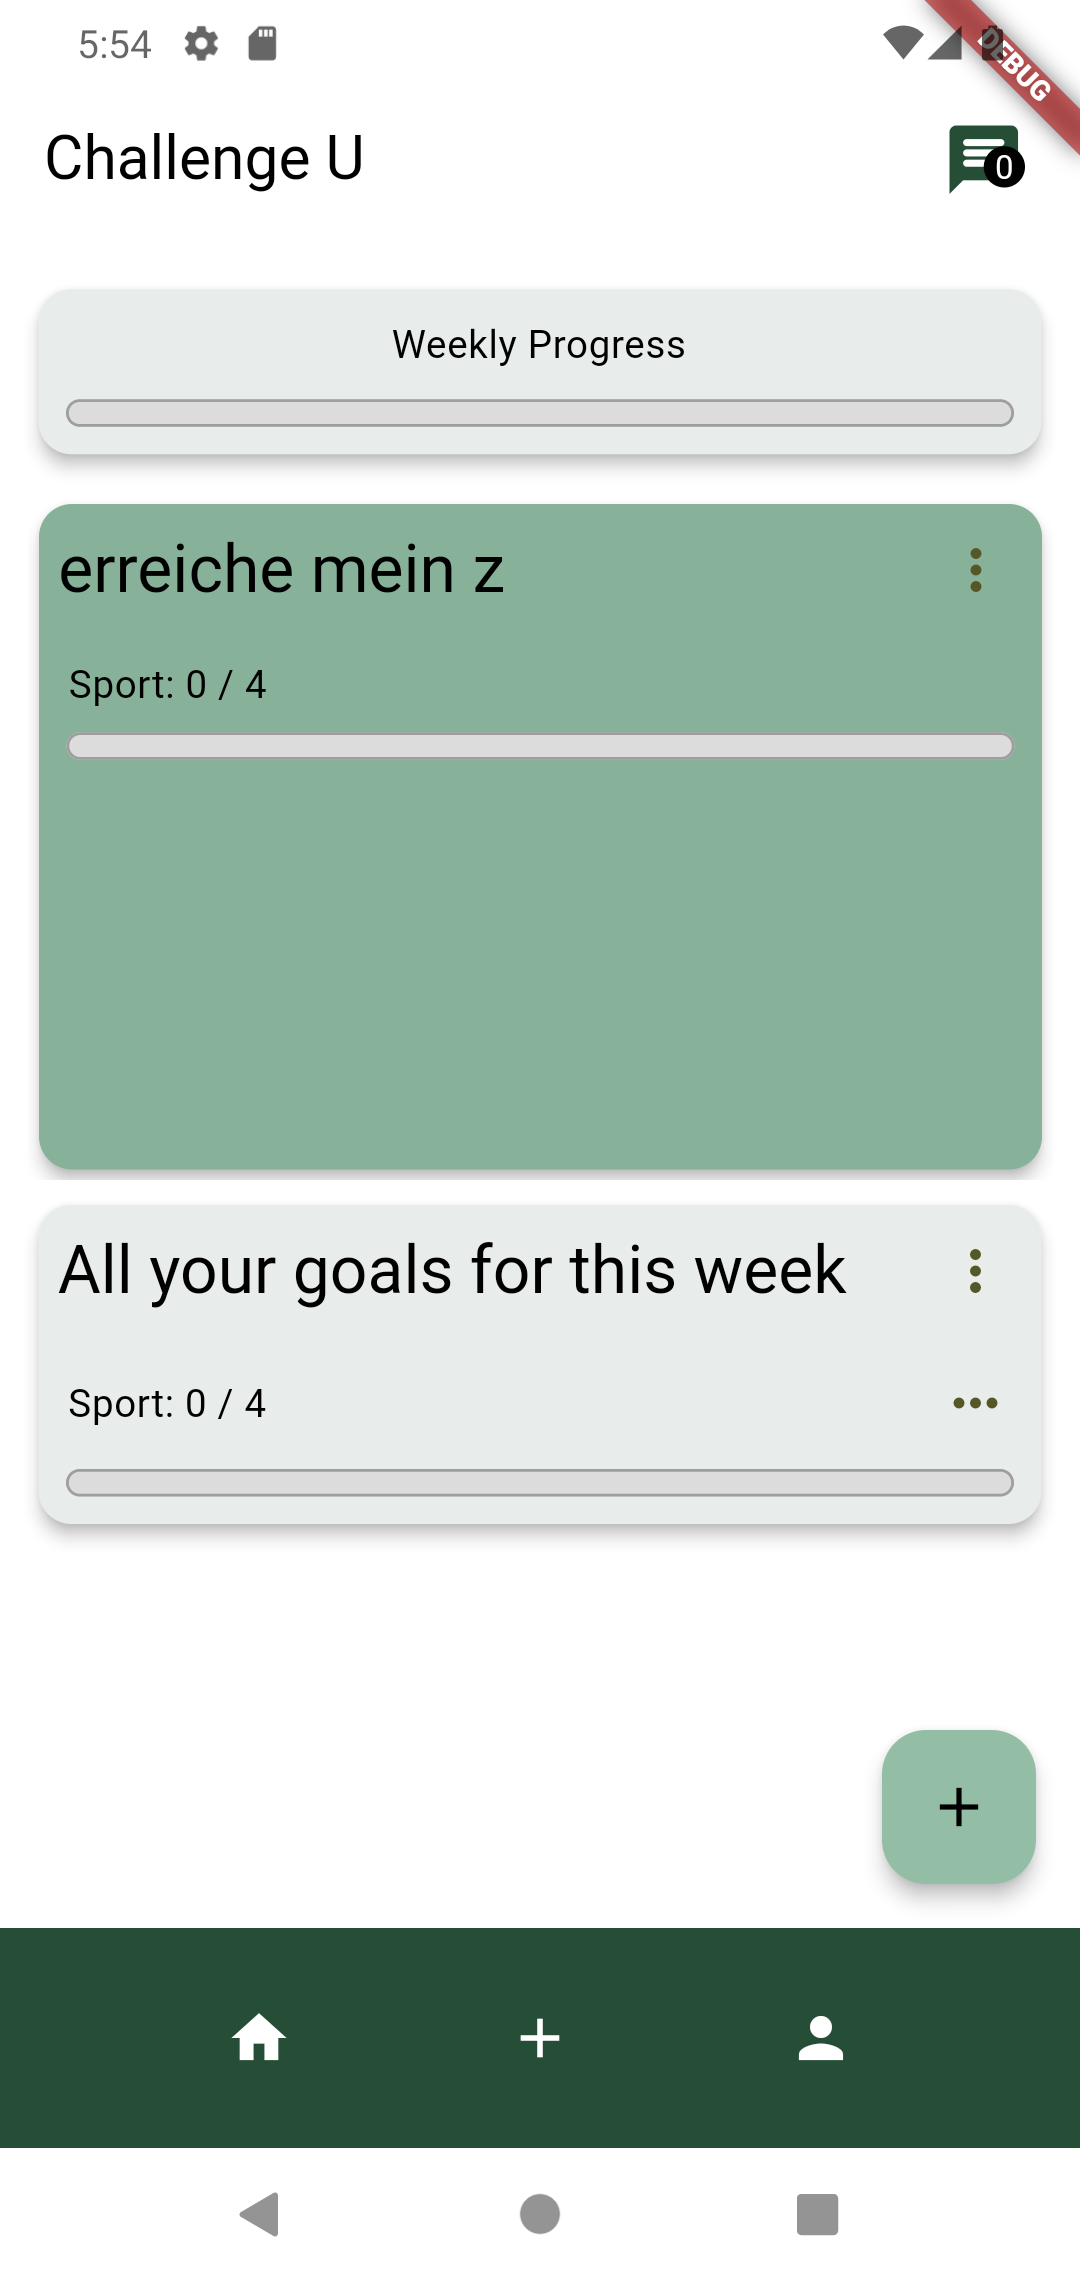 5:54
DEBUG
Challenge U
0
Weekly Progress
erreiche mein z
Sport: 0 / 4
All your goals for this week
Sport: 0 / 4